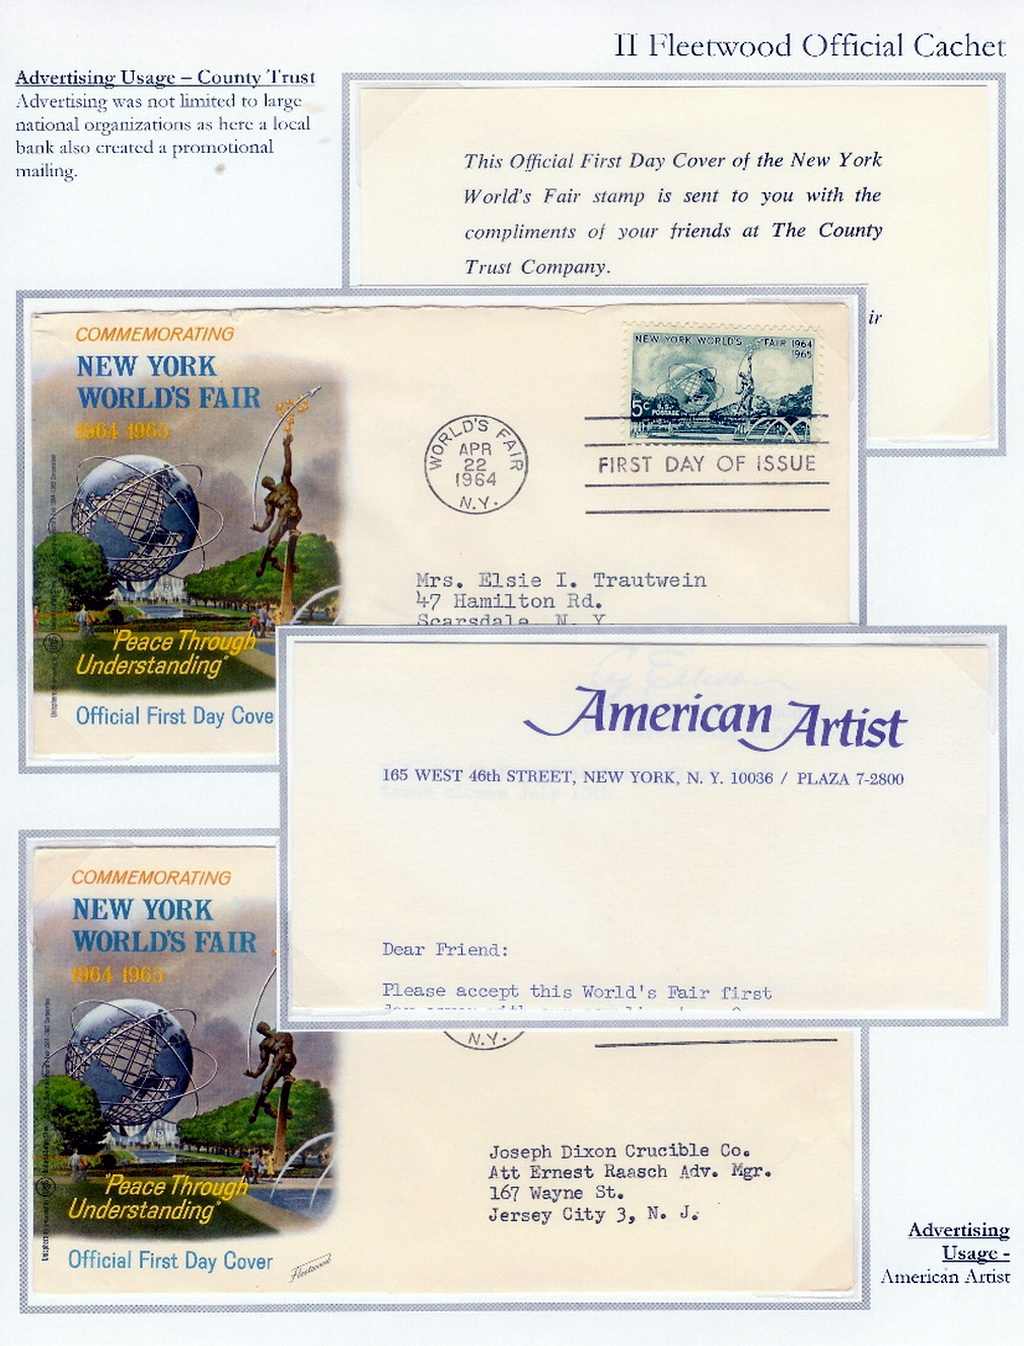 II Fleetwood Official Cachet
Advertising Usage – County Trust
Advertising was not limited to large
national organizations as here a local
bank also created a promotional
mailing.
This Official First Day Cover of the New York
World's Fair stamp is sent to you with the
compliments of your friends at The County
Trust Company.
ir
COMMEMORATING
NEW YORK
WORLD'S FAIR
1964-1965
"Peace Through
Understanding"
Official First Day Cove
NEW YORK WORLD'S FAIR 1964
1965
5c
U.S.
POSTAGE
WORLD'S FAIR
APR
22
1964
N.Y.
FIRST DAY OF ISSUE
Mrs. Elsie I. Trautwein
47 Hamilton Rd.
Scarsdale, N. Y.
American Artist
165 WEST 46th STREET, NEW YORK, N. Y. 10036 / PLAZA 7-2800
Dear Friend:
Please accept this World's Fair first
COMMEMORATING
NEW YORK
WORLD'S FAIR
1964-1965
"Peace Through
Understanding"
Official First Day Cover
Fleetwood
N.Y.
Joseph Dixon Crucible Co.
Att Ernest Raasch Adv. Mgr.
167 Wayne St.
Jersey City 3, N. J.
Advertising
Usage -
American Artist